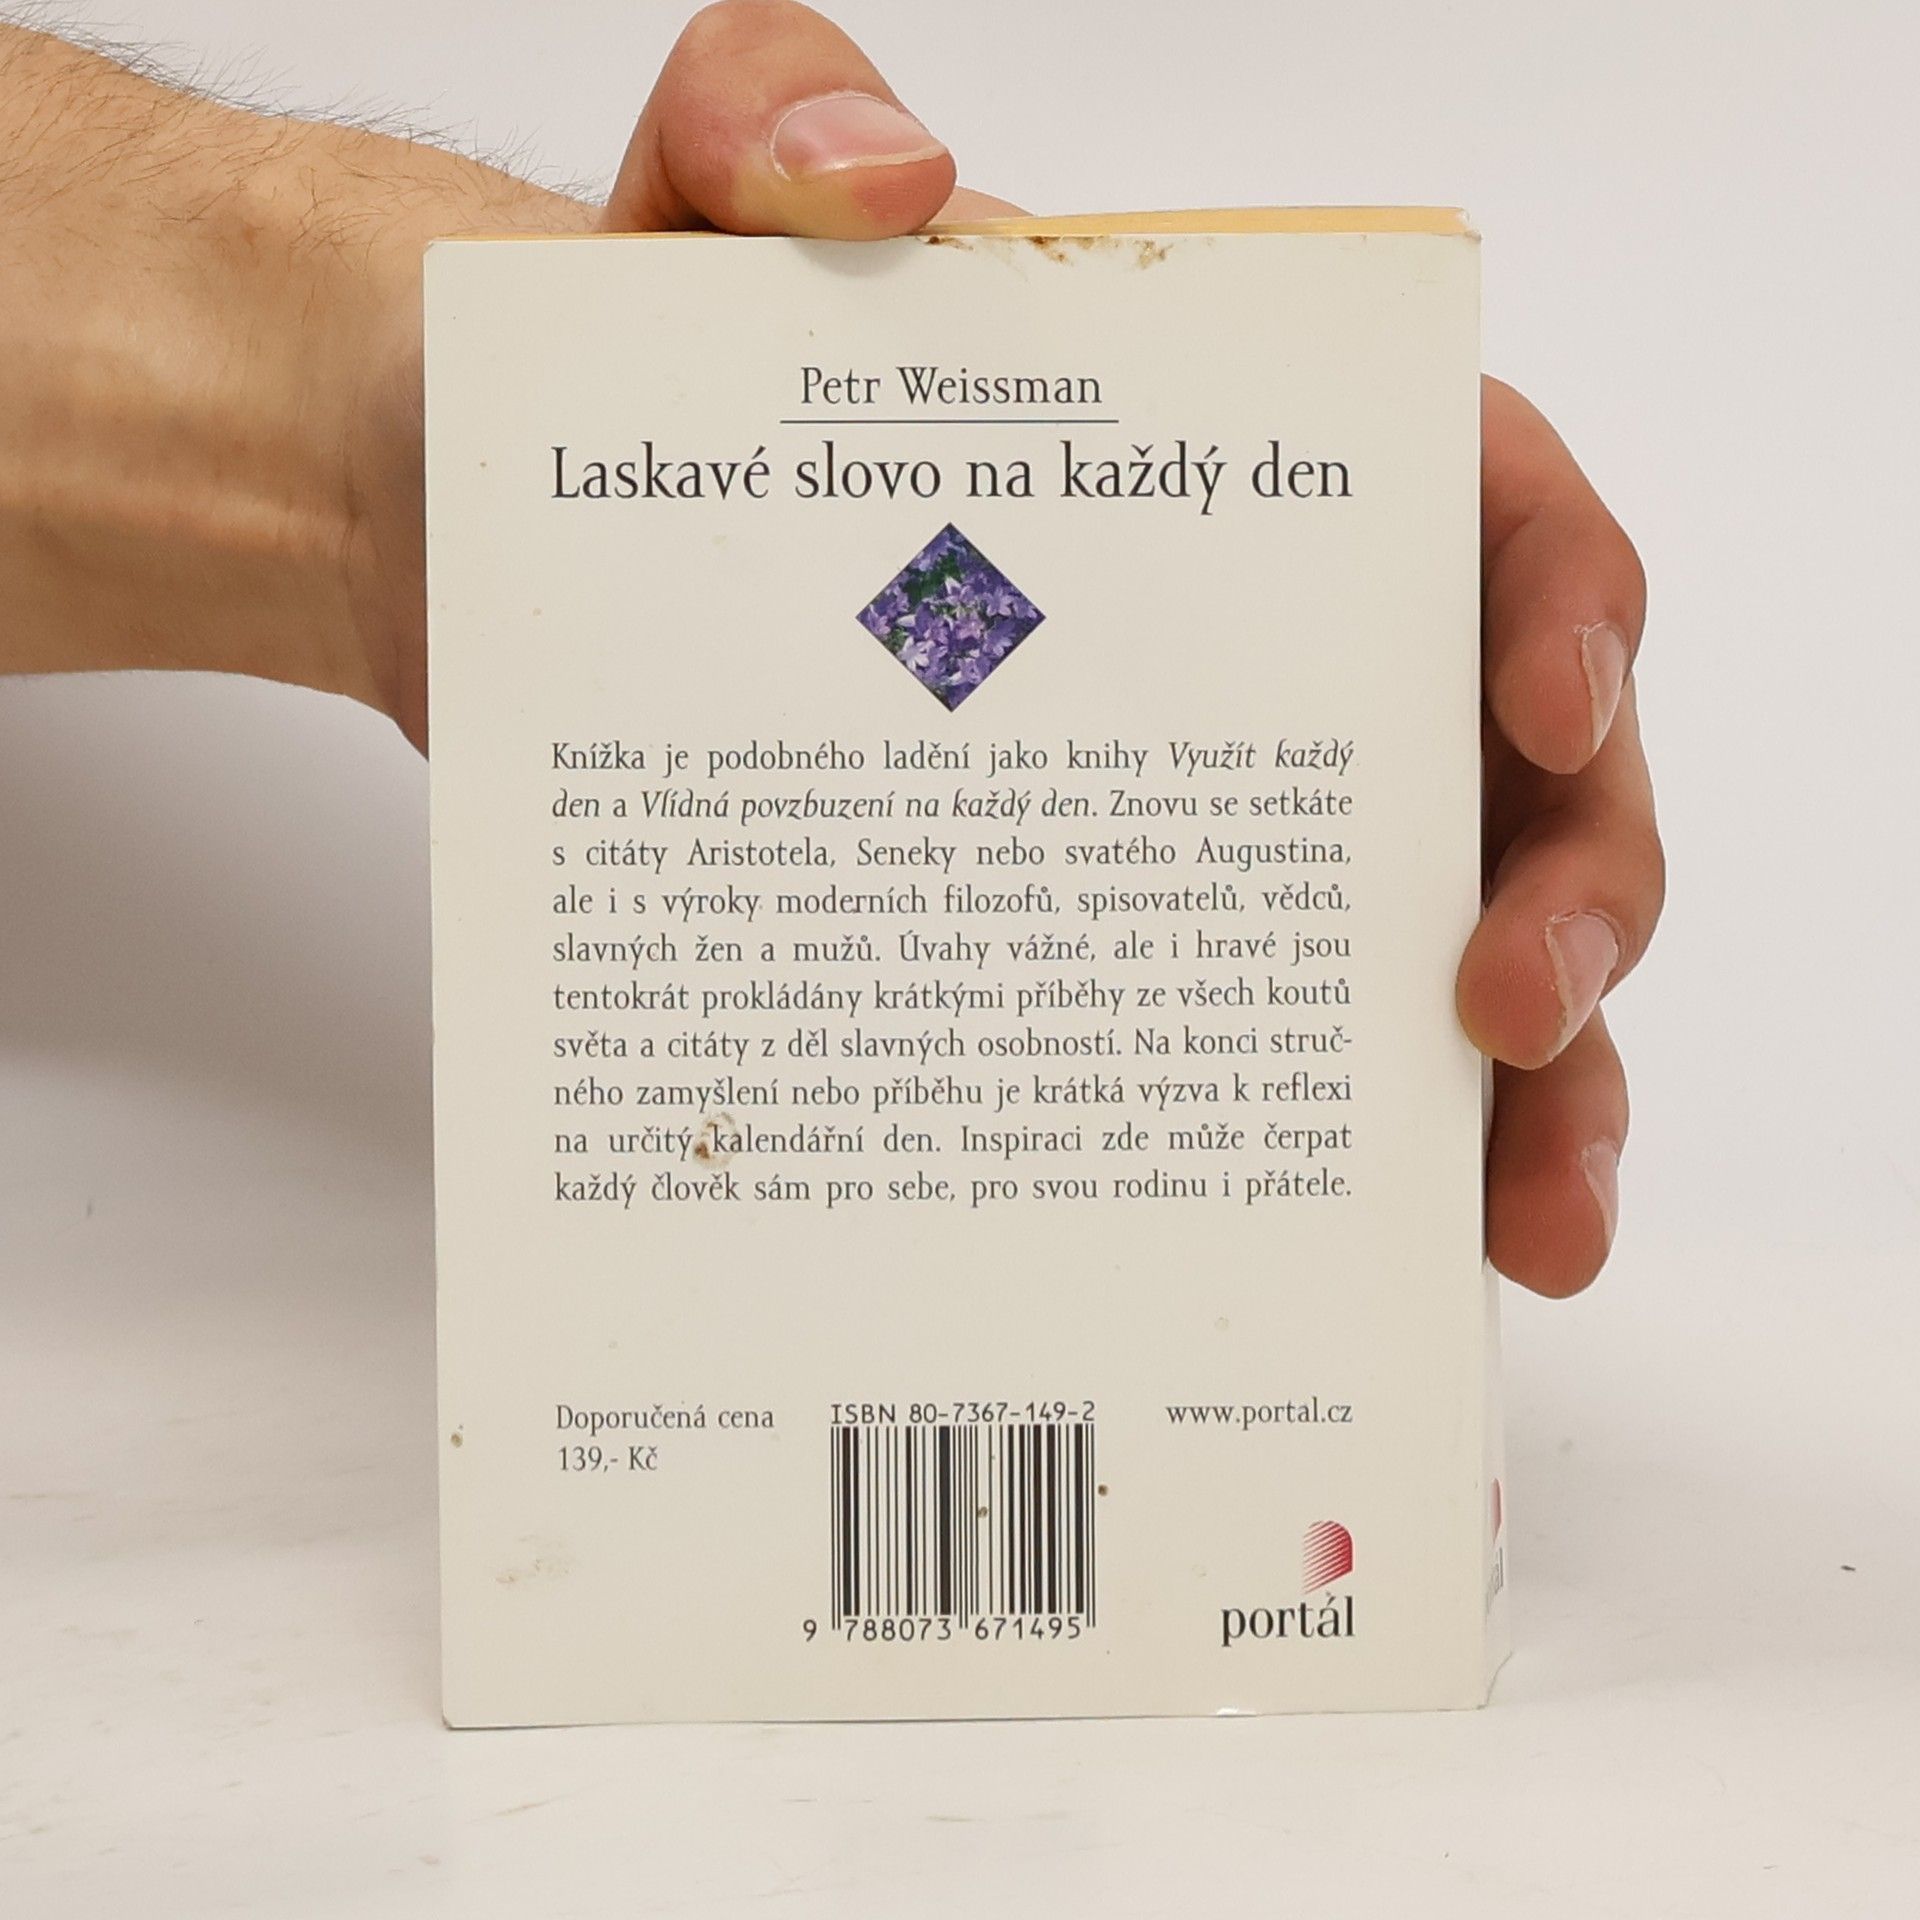 Petr Weissman
Laskavé slovo na každý den
Knížka je podobného ladění jako knihy Využít každý
den a Vlídná povzbuzení na každý den. Znovu se setkáte
s citáty Aristotela, Seneky nebo svatého Augustina,
ale i s výroky moderních filozofů, spisovatelů, vědců,
slavných žen a mužů. Úvahy vážné, ale i hravé jsou
tentokrát prokládány krátkými příběhy ze všech koutů
světa a citáty z děl slavných osobností. Na konci struč-
ného zamyšlení nebo příběhu je krátká výzva k reflexi
na určitý kalendářní den. Inspiraci zde může čerpat
každý člověk sám pro sebe, pro svou rodinu i přátele.
Doporučená cena
139,- Kč
ISBN 80-7367-149-2
9 788073 671495
www.portal.cz
portál